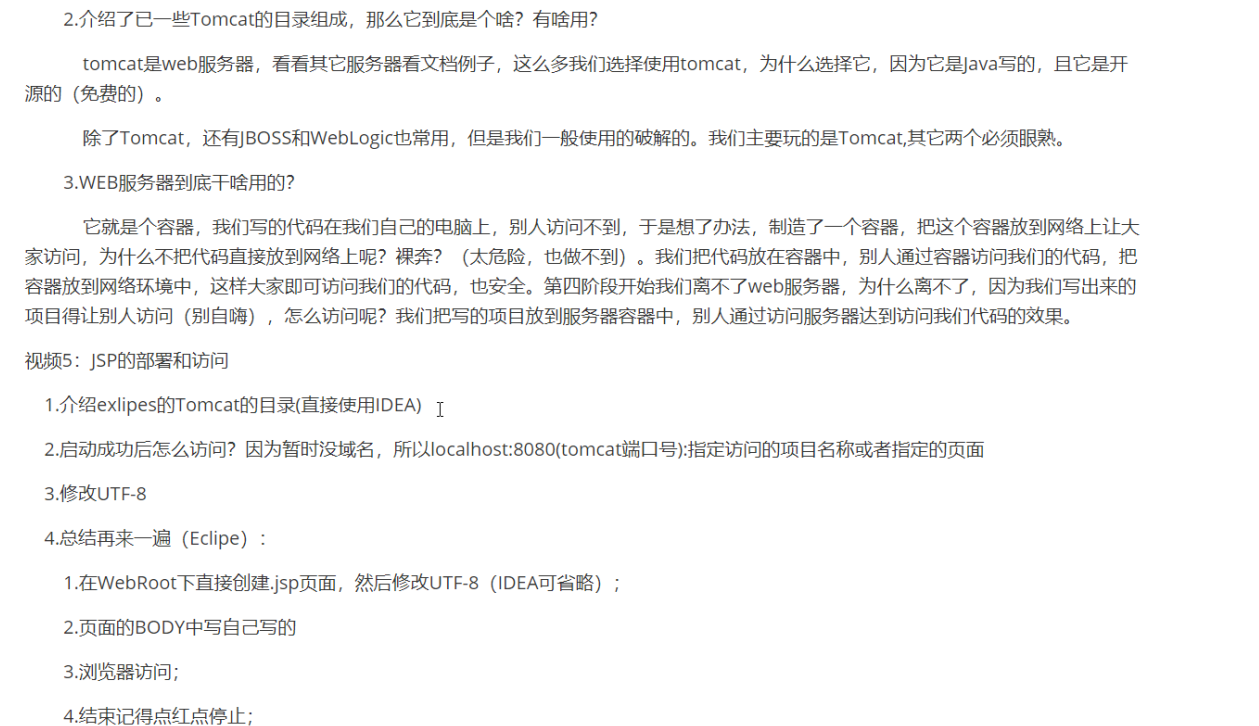 2.介绍了已一些Tomcat的目录组成，那么它到底是个啥？有啥用？
tomcat是web服务器，看看其它服务器看文档例子，这么多我们选择使用tomcat，为什么选择它，因为它是Java写的，且它是开
源的（免费的）。
除了Tomcat，还有JBOSS和WebLogic也常用，但是我们一般使用的破解的。我们主要玩的是Tomcat,其它两个必须眼熟。
3.WEB服务器到底干啥用的？
它就是个容器，我们写的代码在我们自己的电脑上，别人访问不到，于是想了办法，制造了一个容器，把这个容器放到网络上让大
家访问，为什么不把代码直接放到网络上呢？裸奔？（太危险，也做不到）。我们把代码放在容器中，别人通过容器访问我们的代码，把
容器放到网络环境中，这样大家即可访问我们的代码，也安全。第四阶段开始我们离不了web服务器，为什么离不了，因为我们写出来的
项目得让别人访问（别自嗨），怎么访问呢？我们把写的项目放到服务器容器中，别人通过访问服务器达到访问我们代码的效果。
视频5：JSP的部署和访问
1.介绍exlipes的Tomcat的目录(直接使用IDEA)
2.启动成功后怎么访问？因为暂时没域名，所以localhost:8080(tomcat端口号):指定访问的项目名称或者指定的页面
3.修改UTF-8
4.总结再来一遍（Eclipe）：
1.在WebRoot下直接创建.jsp页面，然后修改UTF-8（IDEA可省略）；
2.页面的BODY中写自己写的
3.浏览器访问；
4.结束记得点红点停止；